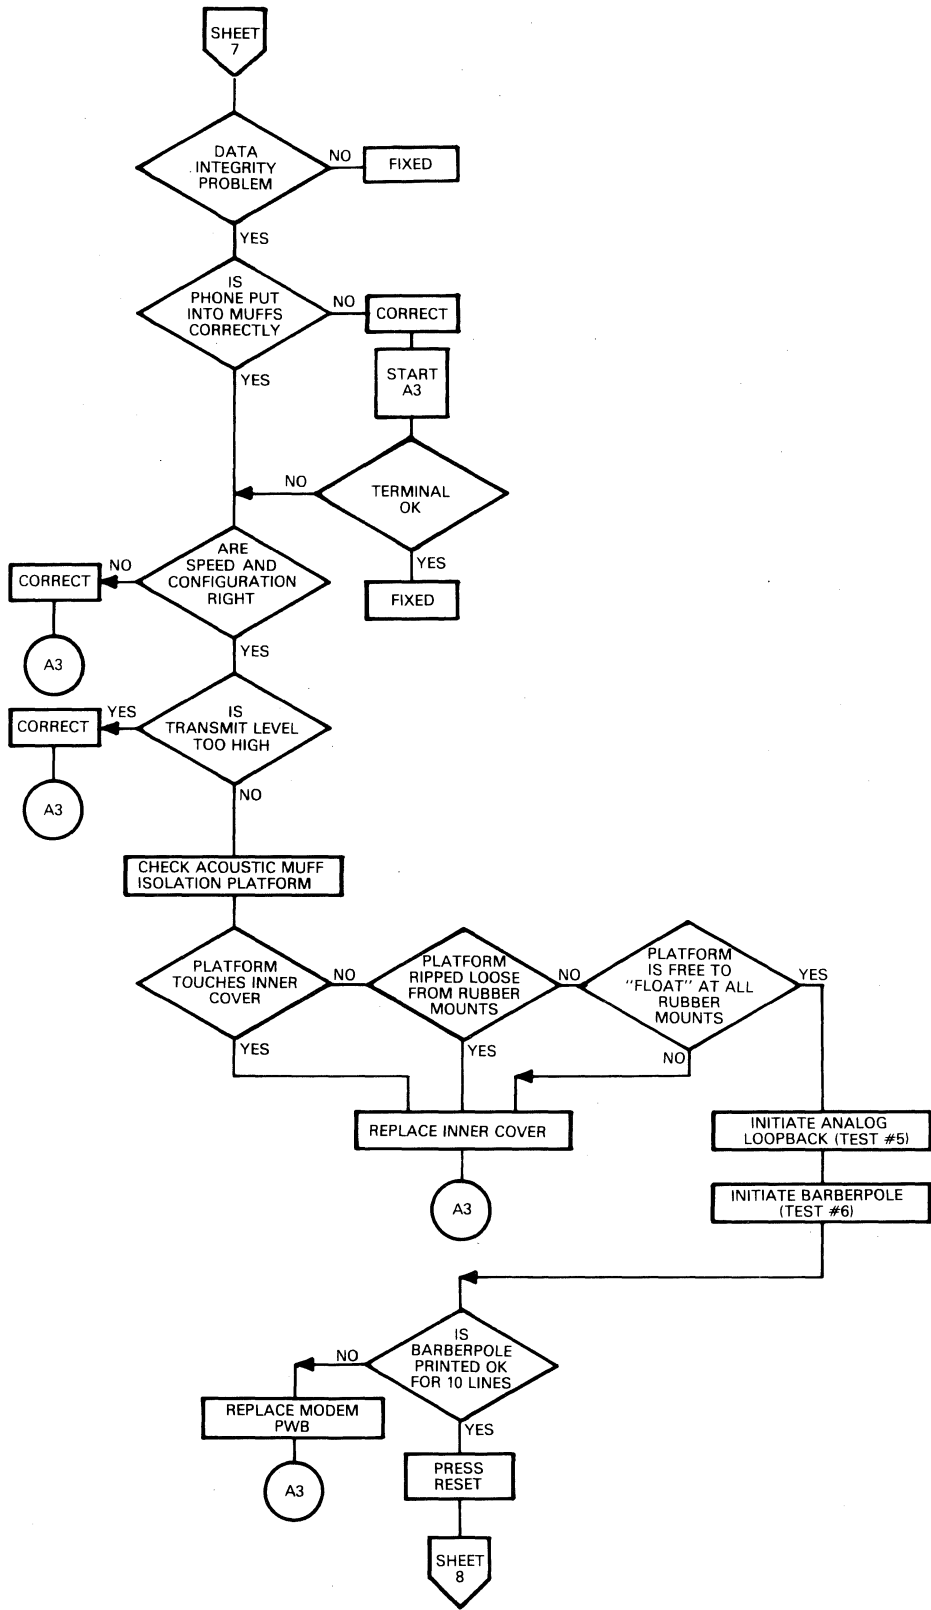 SHEET
7
DATA
INTEGRITY
PROBLEM
NO
FIXED
YES
IS
PHONE PUT
INTO MUFFS
CORRECTLY
NO
CORRECT
START
A3
YES
NO
TERMINAL
OK
YES
FIXED
ARE
SPEED AND
CONFIGURATION
RIGHT
NO
CORRECT
A3
YES
IS
TRANSMIT LEVEL
TOO HIGH
YES
CORRECT
A3
NO
CHECK ACOUSTIC MUFF
ISOLATION PLATFORM
PLATFORM
TOUCHES INNER
COVER
NO
PLATFORM
RIPPED LOOSE
FROM RUBBER
MOUNTS
NO
PLATFORM
IS FREE TO
"FLOAT" AT ALL
RUBBER
MOUNTS
YES
YES
YES
NO
REPLACE INNER COVER
A3
INITIATE ANALOG
LOOPBACK (TEST #5)
INITIATE BARBERPOLE
(TEST #6)
IS
BARBERPOLE
PRINTED OK
FOR 10 LINES
NO
REPLACE MODEM
PWB
A3
YES
PRESS
RESET
SHEET
8